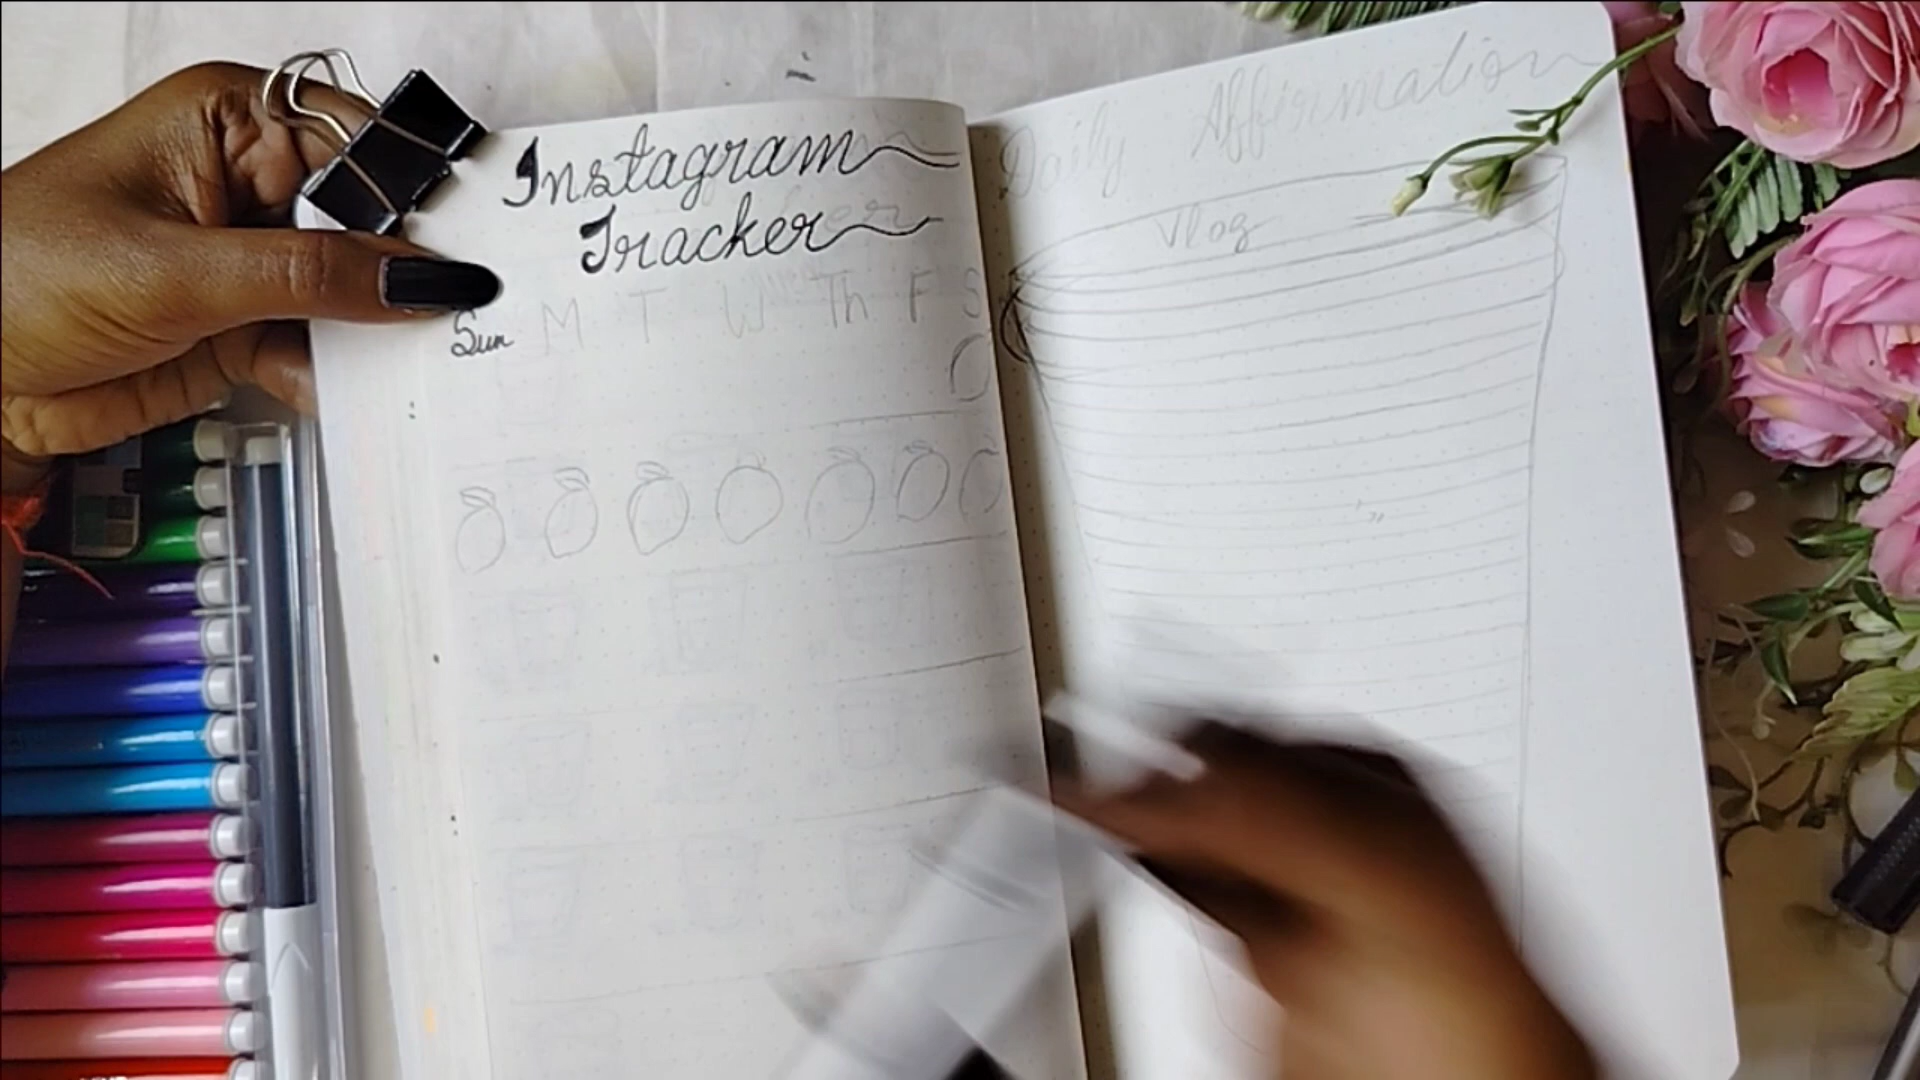 Instagram
Tracker
Sun M T W Th F S
Daily Affirmation
Vlog